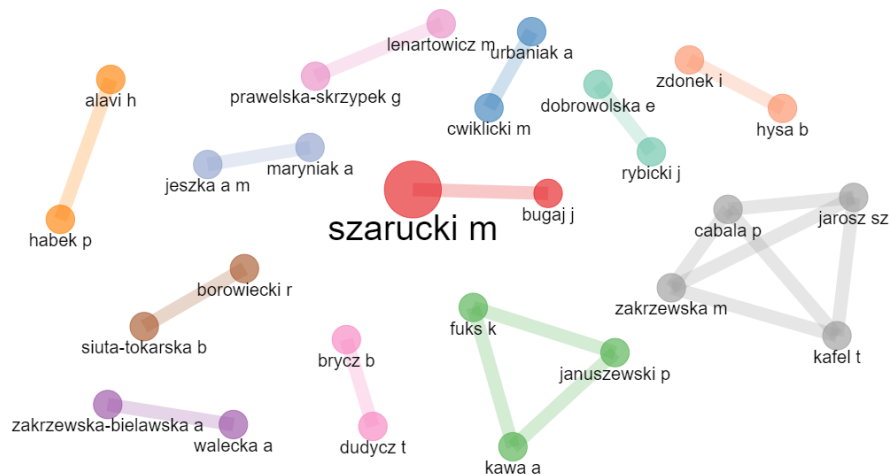 lenartowicz m
urbaniak a
alavi h
prawelska-skrzypek g
zdonek i
dobrowolska e
cwiklicki m
hysa b
maryniak a
jeszka a m
rybicki j
szarucki m
bugaj j
jarosz sz
cabala p
habek p
borowiecki r
zakrzewska m
fuks k
siuta-tokarska b
brycz b
januszewski p
kafel t
zakrzewska-bielawska a
walecka a
dudycz t
kawa a